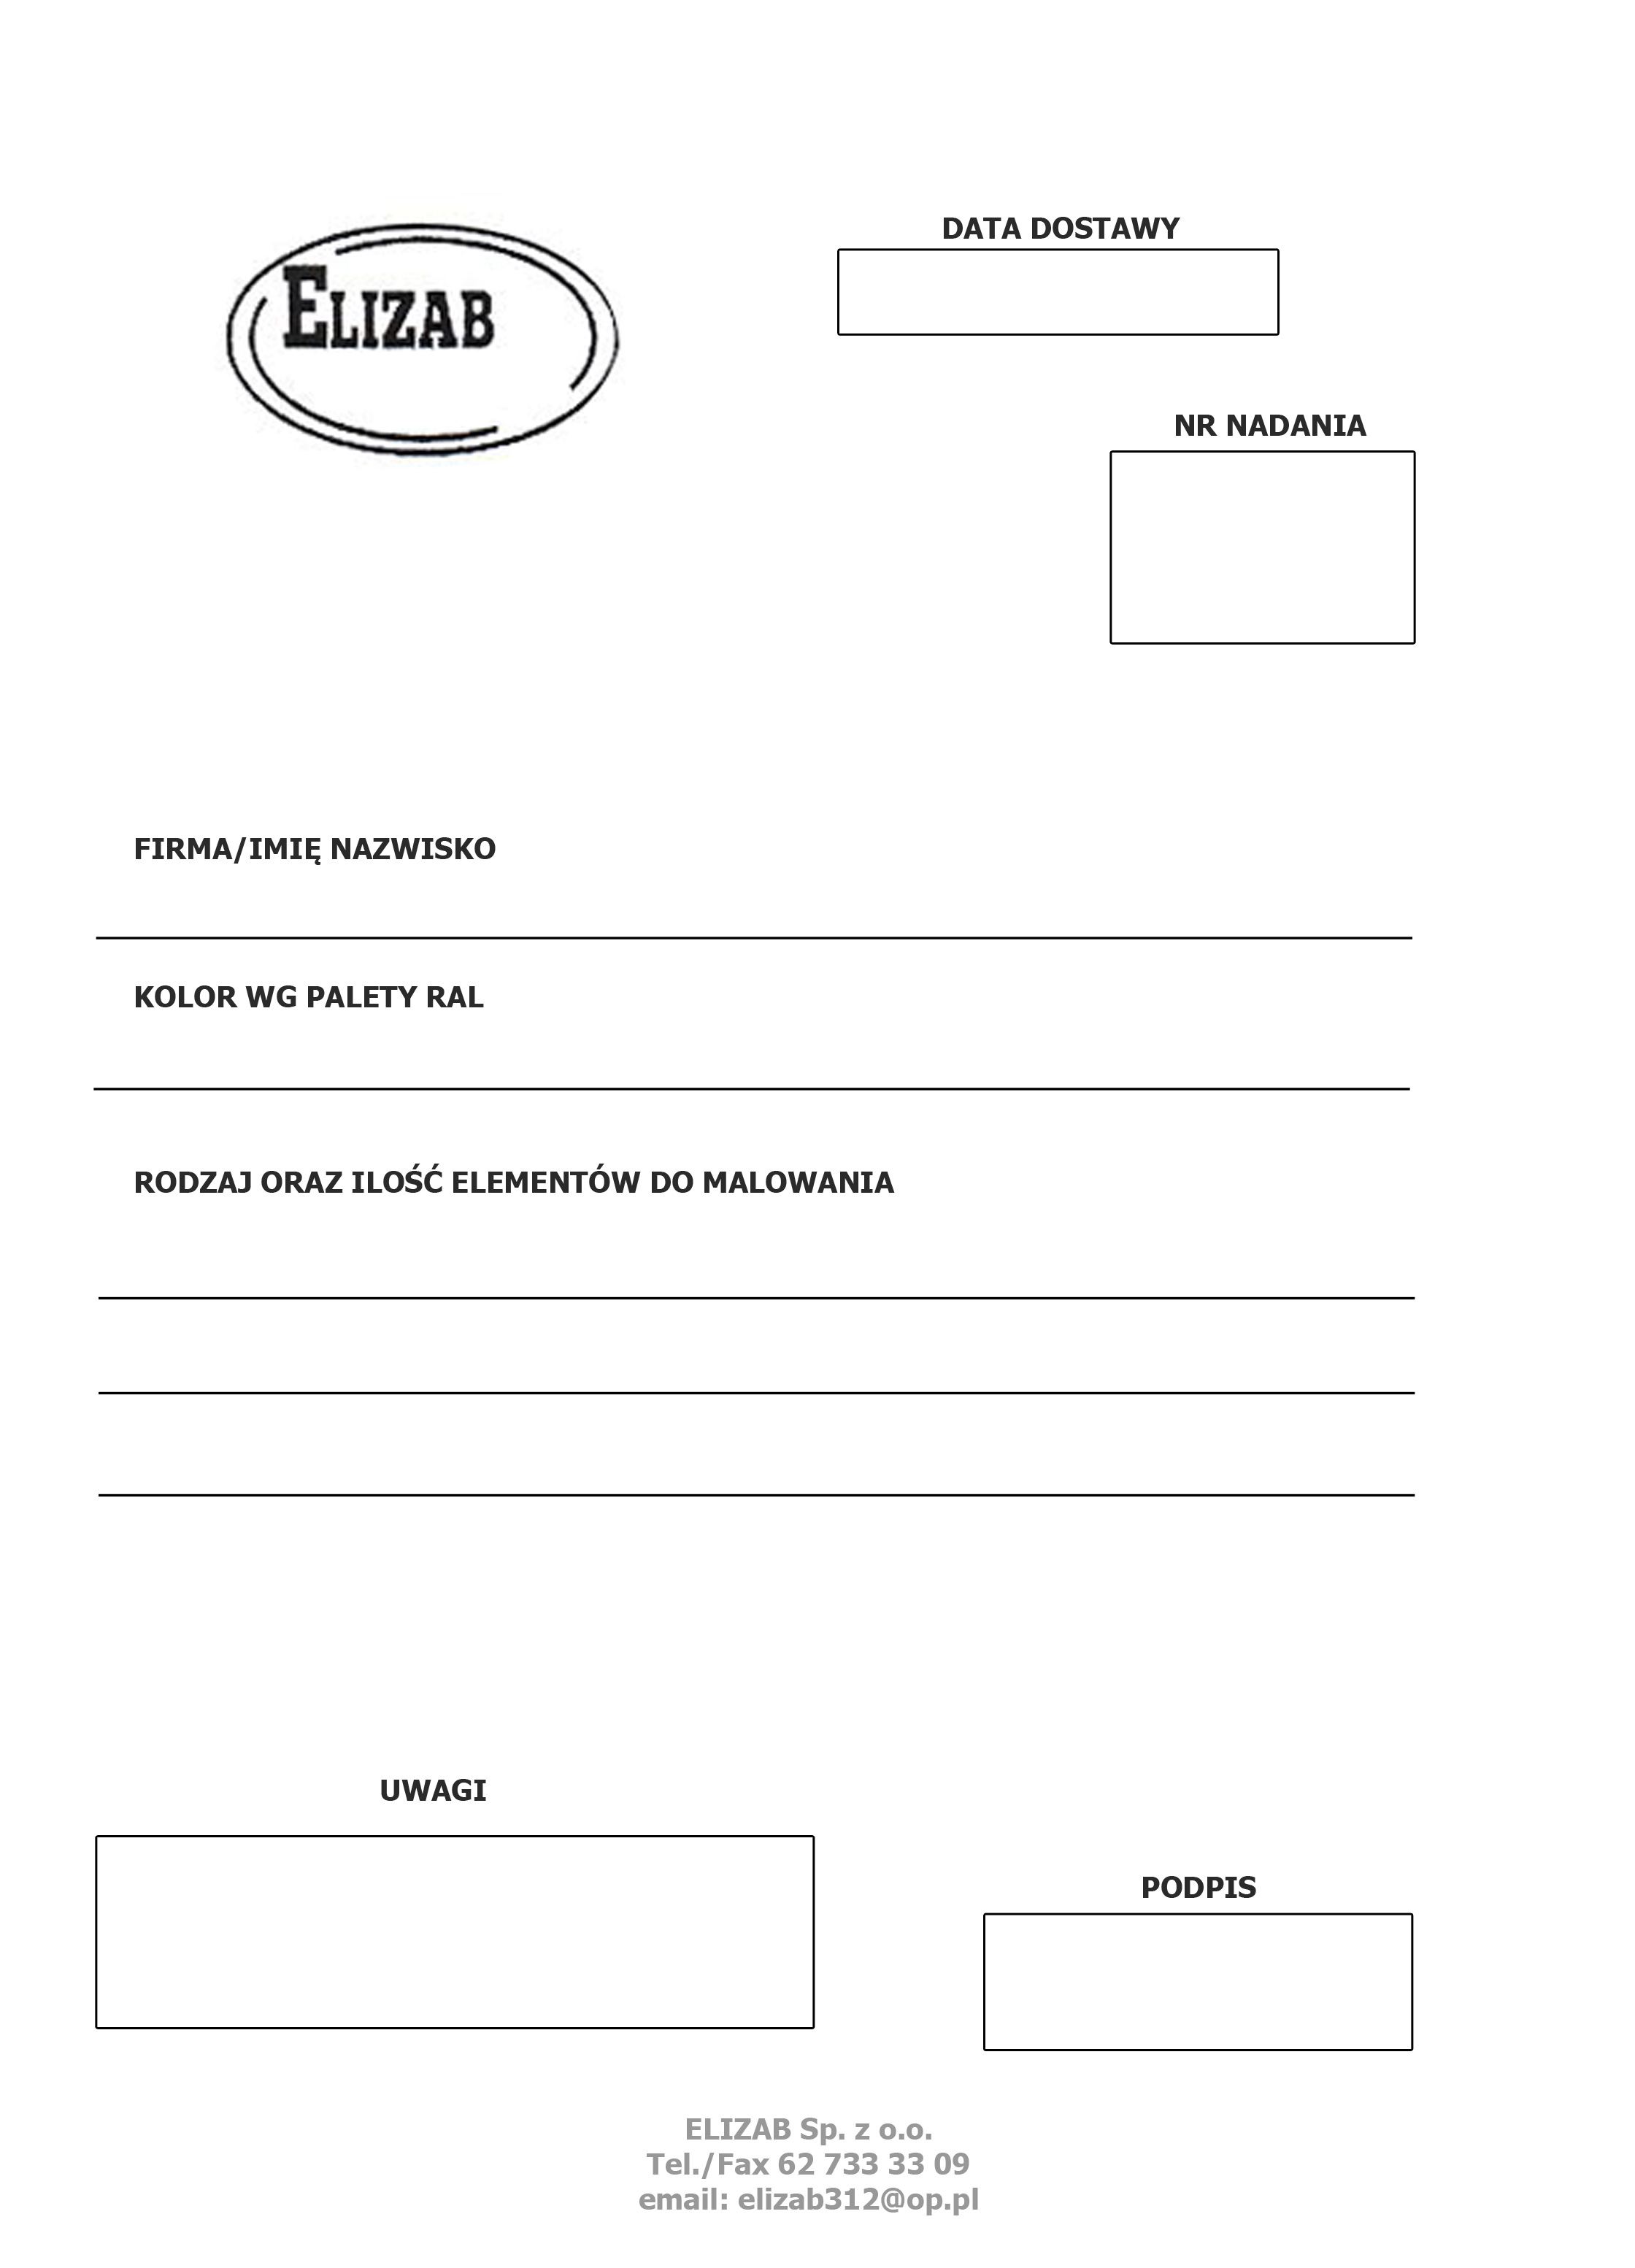 ELIZAB
DATA DOSTAWY
NR NADANIA
FIRMA/IMIĘ NAZWISKO
KOLOR WG PALETY RAL
RODZAJ ORAZ ILOŚĆ ELEMENTÓW DO MALOWANIA
UWAGI
PODPIS
ELIZAB Sp. z o.o.
Tel./Fax 62 733 33 09
email: elizab312@op.pl